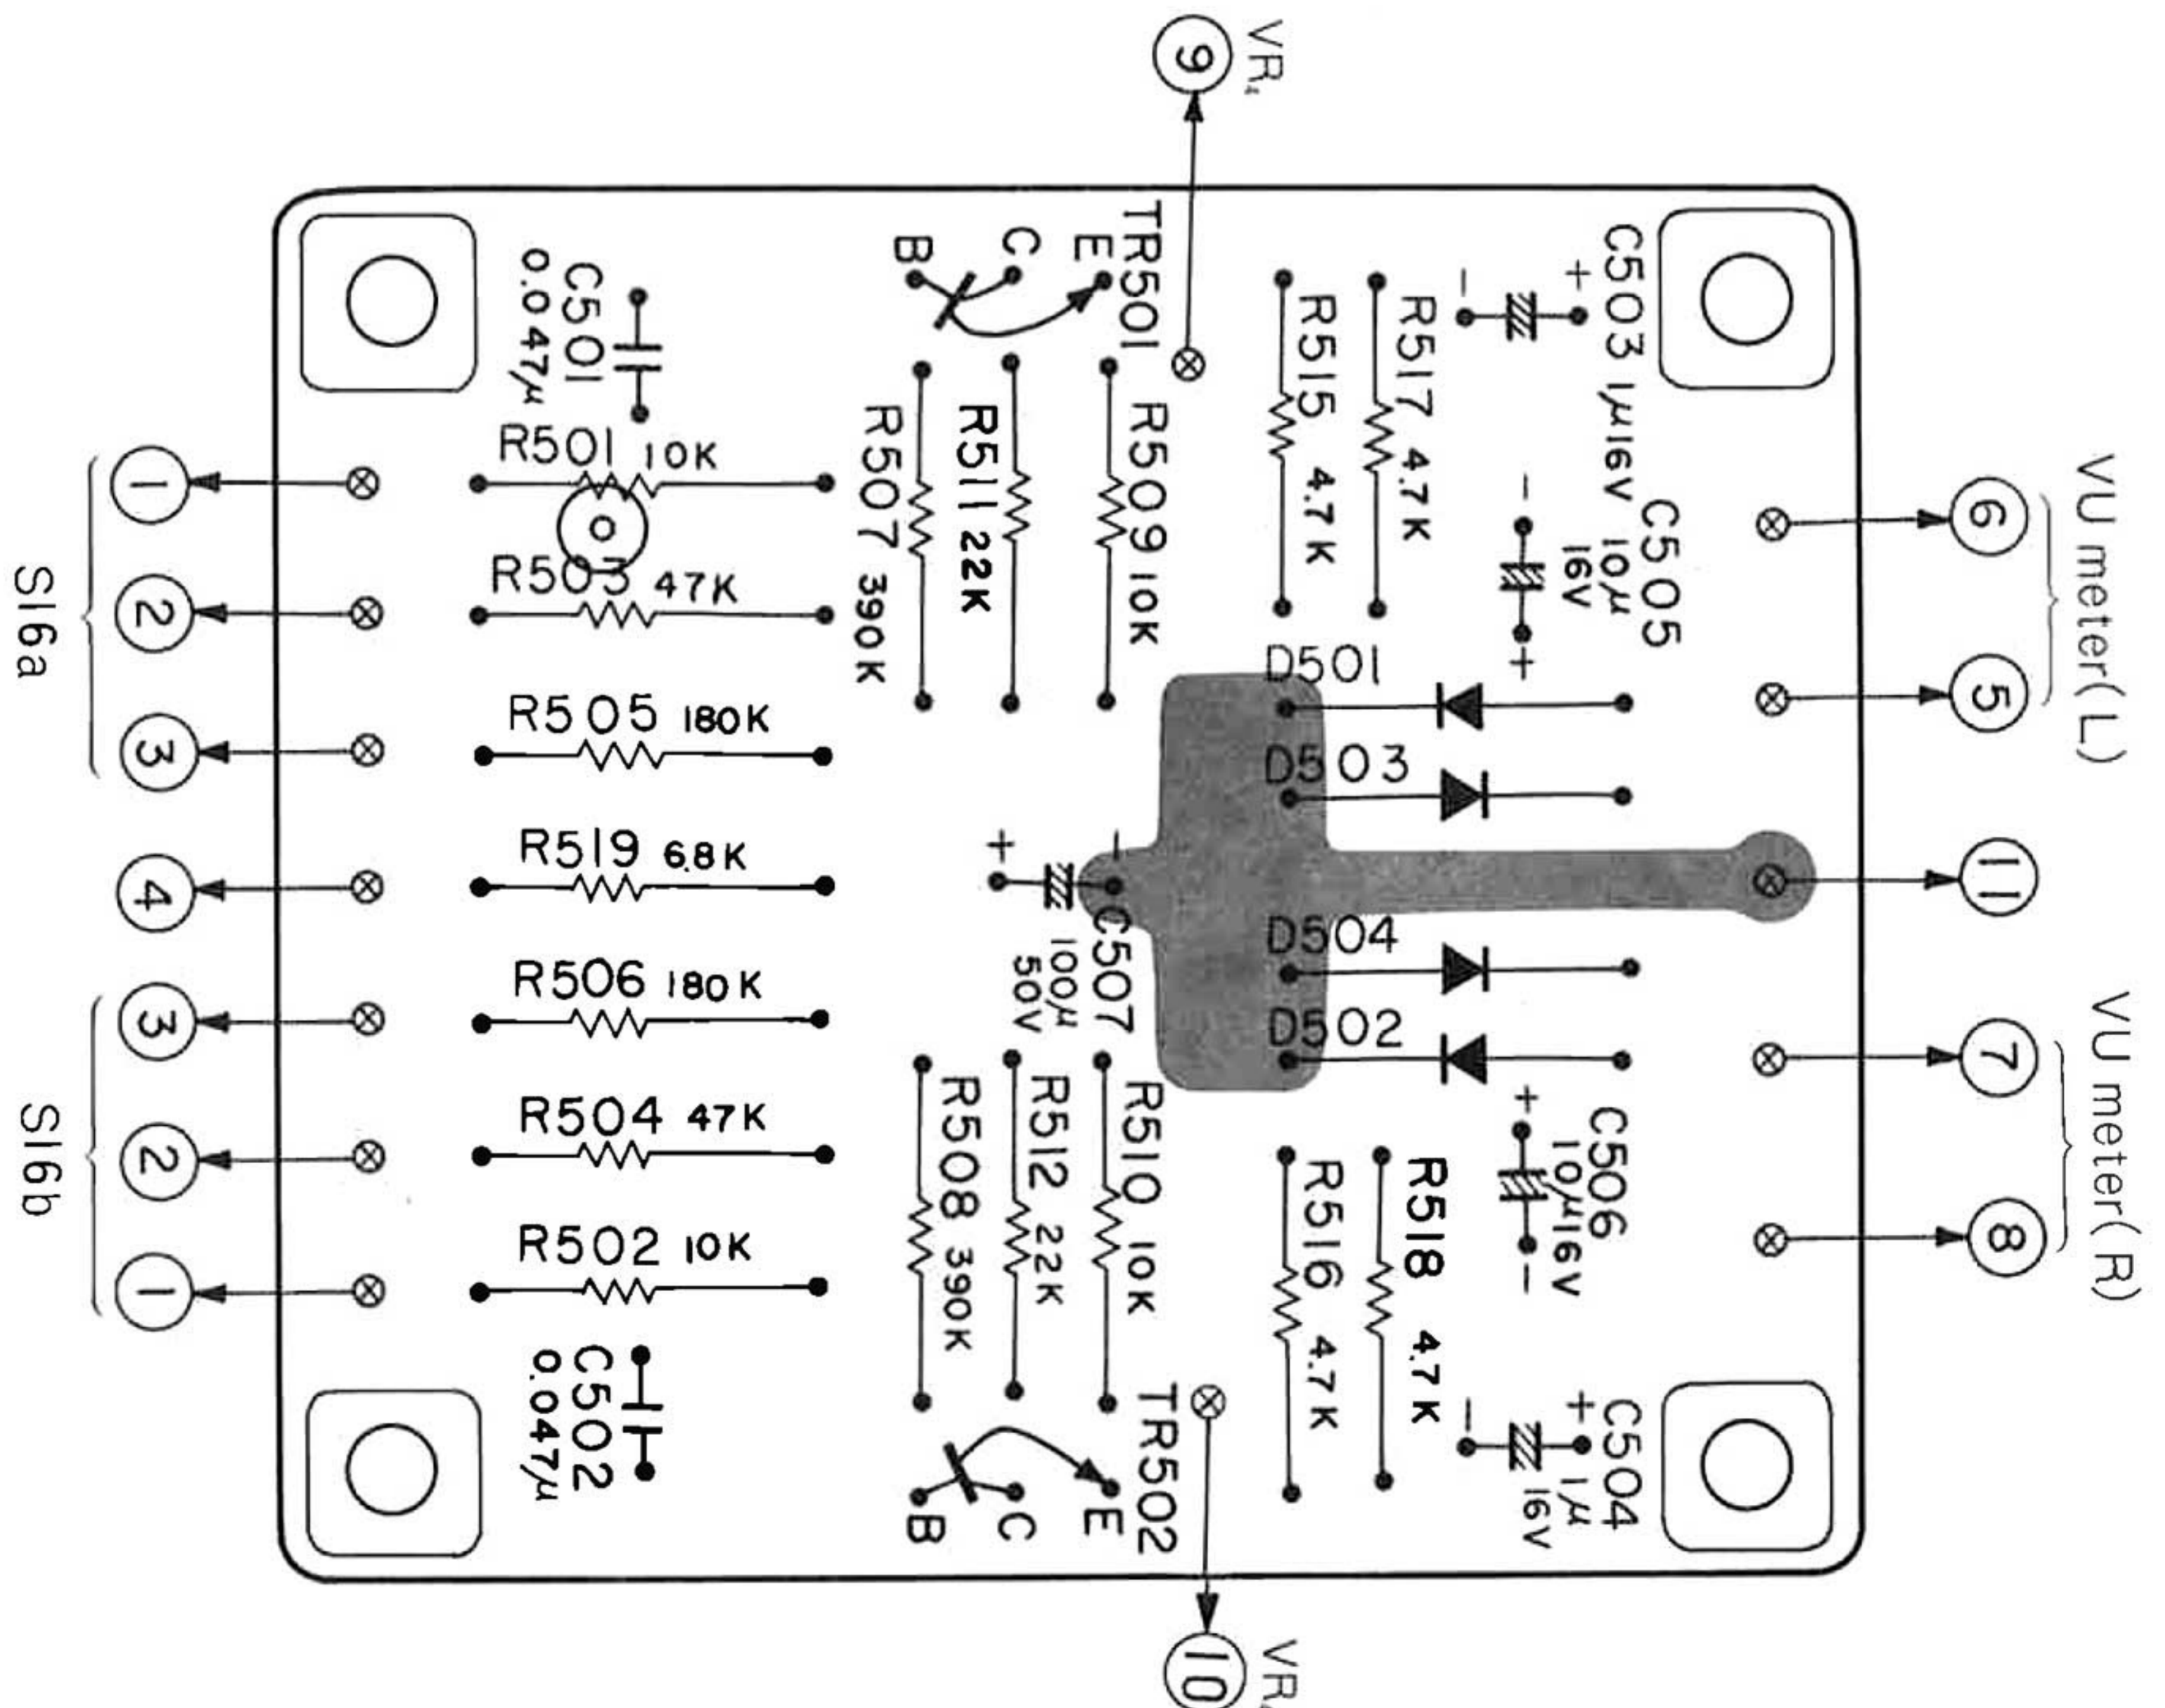 9
VR4
TR501
B
C
E
C501
0.047μ
R501 10K
R503 47K
R505 180K
R519 6.8K
R506 180K
R504 47K
R502 10K
C502
0.047μ
R507 390K
R511 22K
R509 10K
R515 4.7K
R517 4.7K
C503 1μ16V
- +
C505
10μ
16V
-
+
D501
D503
+ -
C507
100μ
50V
D504
D502
R508 390K
R512 22K
R510 10K
R516 4.7K
R518 4.7K
C506
10μ16V
+
-
C504
1μ
16V
- +
TR502
B
C
E
S16a
1
2
3
4
S16b
3
2
1
VU meter(L)
6
5
11
VU meter(R)
7
8
10
VR